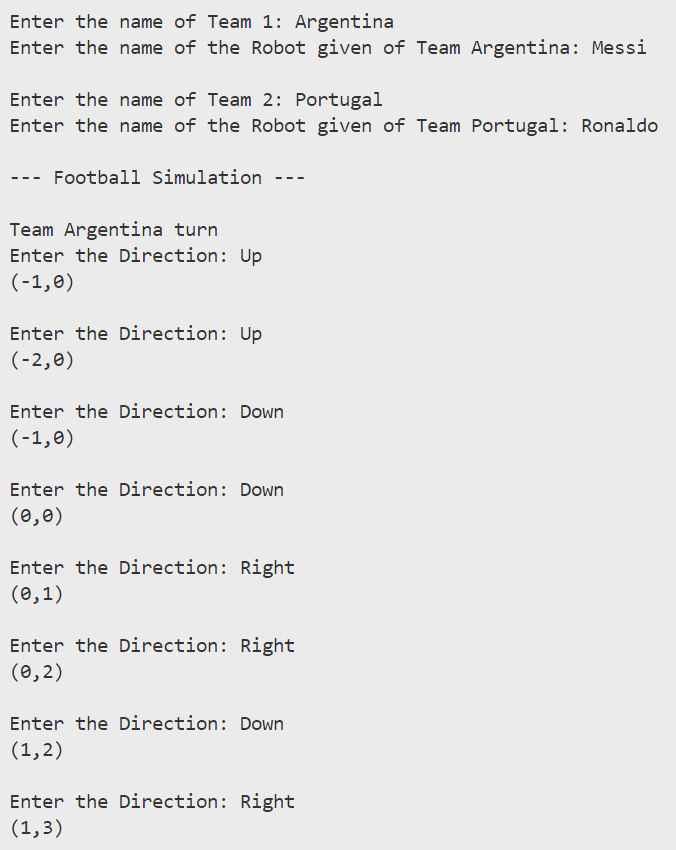 Enter the name of Team 1: Argentina
Enter the name of the Robot given of Team Argentina: Messi
Enter the name of Team 2: Portugal
Enter the name of the Robot given of Team Portugal: Ronaldo
--- Football Simulation ---
Team Argentina turn
Enter the Direction: Up
(-1,0)
Enter the Direction: Up
(-2,0)
Enter the Direction: Down
(-1,0)
Enter the Direction: Down
(0,0)
Enter the Direction: Right
(0,1)
Enter the Direction: Right
(0,2)
Enter the Direction: Down
(1,2)
Enter the Direction: Right
(1,3)